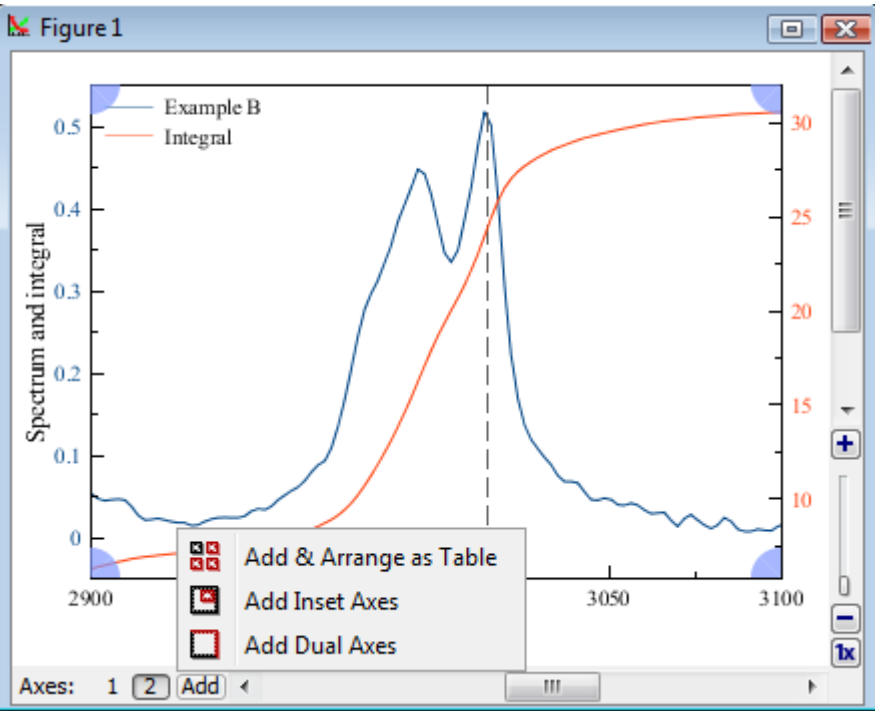 Figure 1
Example B
Integral
0.5
0.4
0.3
0.2
0.1
0
Spectrum and integral
30
25
20
15
10
2900
3050
3100
Add & Arrange as Table
Add Inset Axes
Add Dual Axes
1x
Axes: 1 2 Add